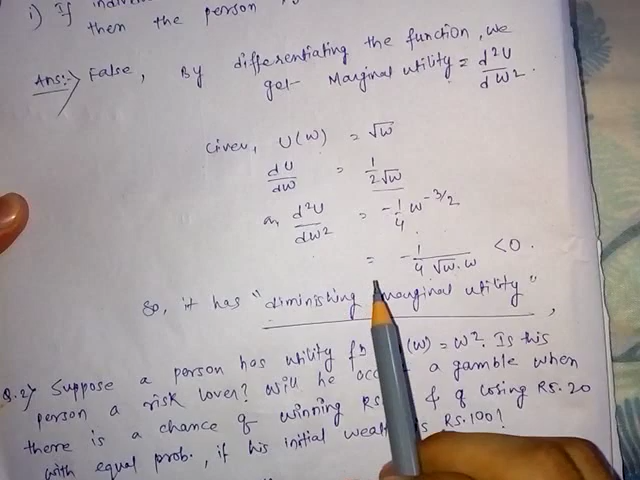 i) If
then the person
Ans:- False, By differentiating the function, we
get Marginal utility = d²U/dW².
Given, U(W) = √W
dU/dW = 1/2√W
or, d²U/dW² = -1/4 W^-3/2
= -1/4√W.W <0.
So, it has "diminishing marginal utility",
Q.2) Suppose a person has utility fn (W) = W². Is this
person a risk lover? Will he a gamble when
there is a chance of winning Rs & of losing RS. 20
with equal prob., if his initial is RS. 100?